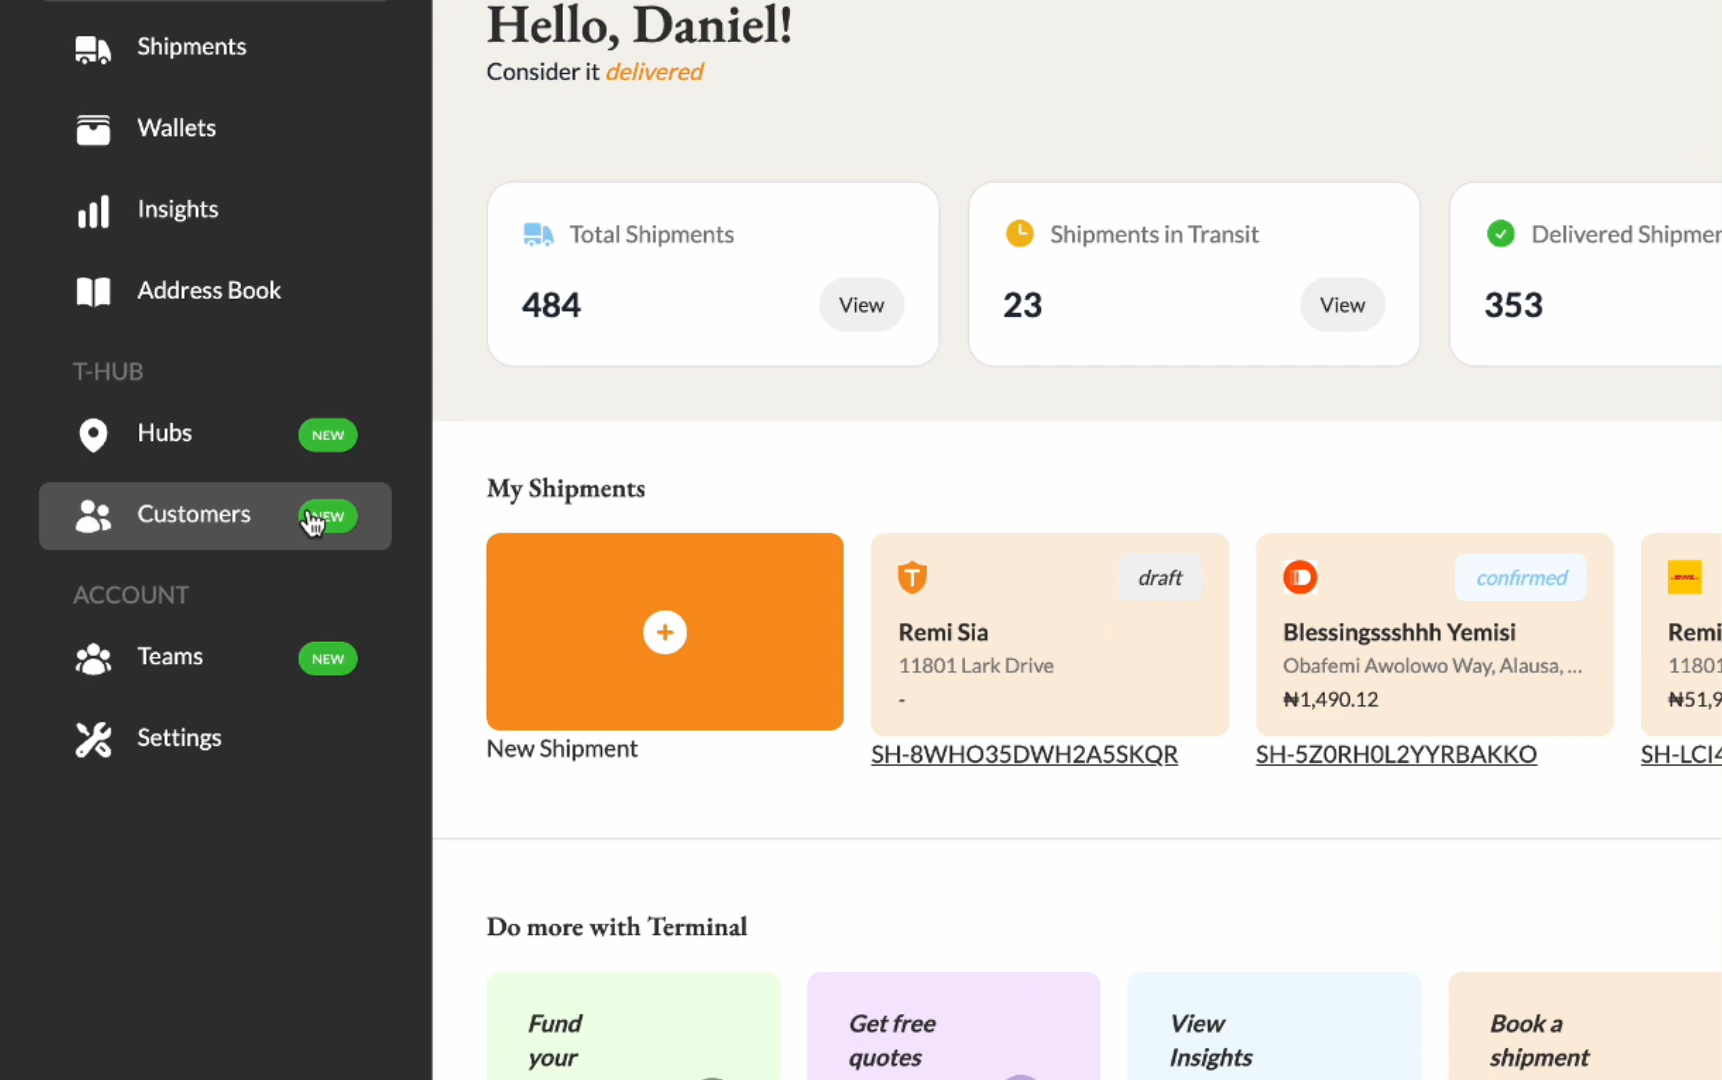 Shipments
Wallets
Insights
Address Book
T-HUB
Hubs
NEW
Customers
ACCOUNT
Teams
NEW
Settings
Hello, Daniel!
Consider it delivered
Total Shipments
484
View
Shipments in Transit
23
View
Delivered
353
My Shipments
New Shipment
draft
Remi Sia
11801 Lark Drive
-
SH-8WHO35DWH2A5SKQR
confirmed
Blessingssshhh Yemisi
Obafemi Awolowo Way, Alausa, ...
₦1,490.12
SH-5Z0RH0L2YYRBAKKO
Remi
11801
Do more with Terminal
Fund
your
Get free
quotes
View
Insights
Book a
shipment